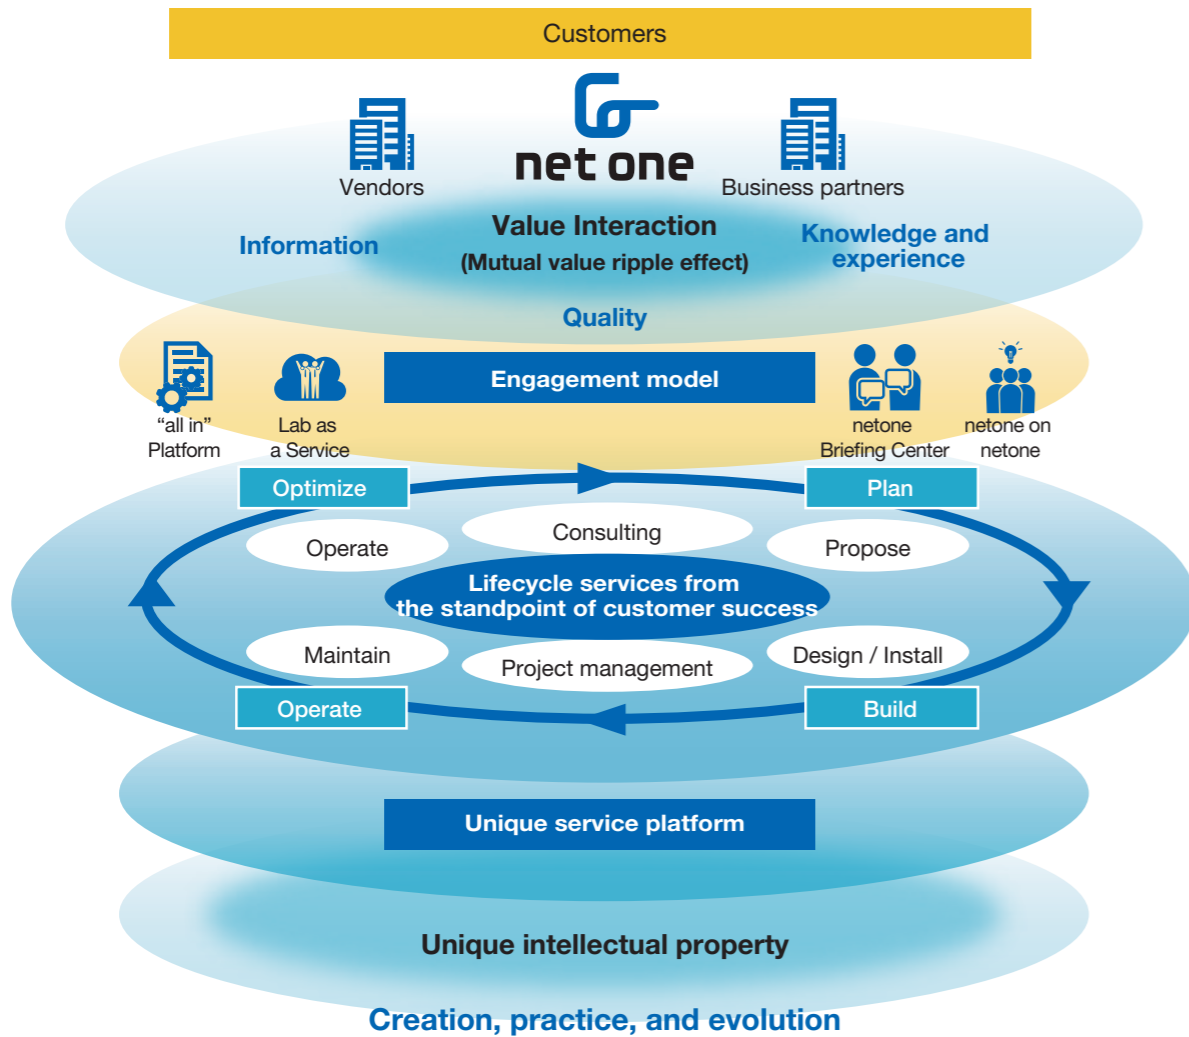 Customers
net one
Vendors
Business partners
Value Interaction
(Mutual value ripple effect)
Information
Knowledge and
experience
Quality
Engagement model
“all in”
Platform
Lab as
a Service
netone
Briefing Center
netone on
netone
Optimize
Plan
Operate
Consulting
Propose
Lifecycle services from
the standpoint of customer success
Maintain
Project management
Design / Install
Operate
Build
Unique service platform
Unique intellectual property
Creation, practice, and evolution